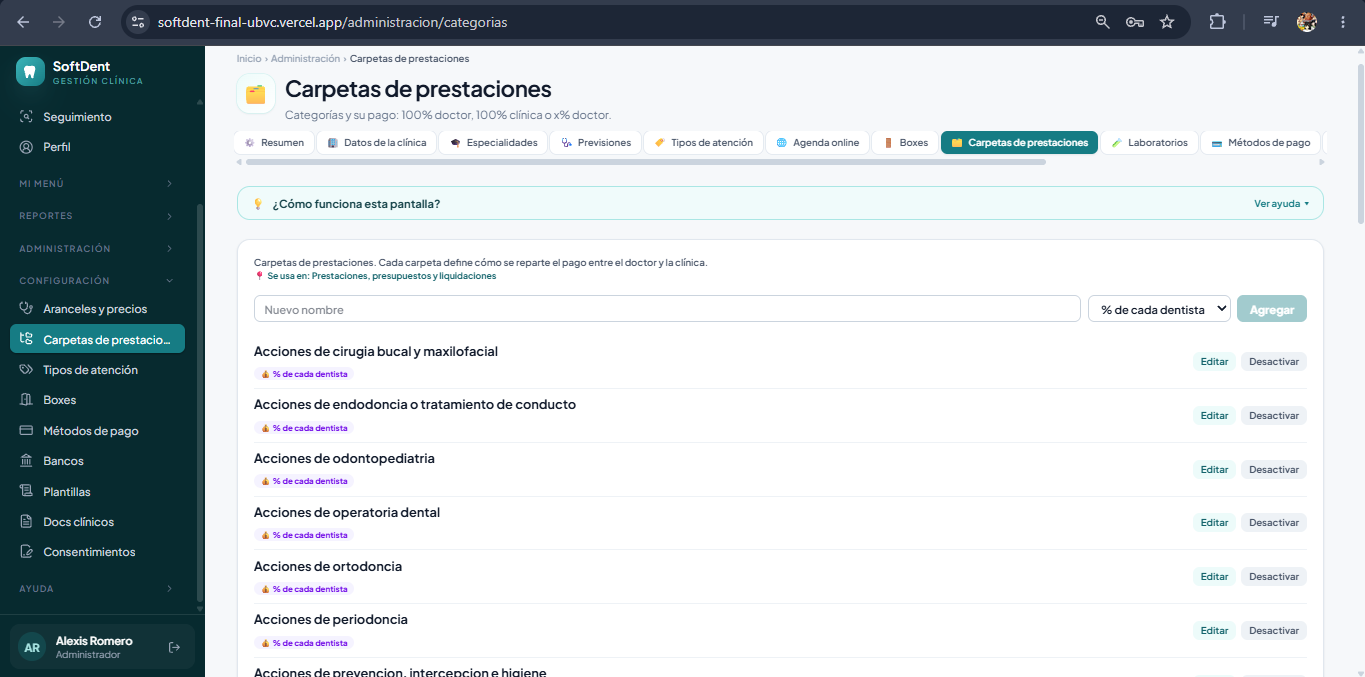 softdent-final-ubvc.vercel.app/administracion/categorias
SoftDent
GESTIÓN CLÍNICA
Seguimiento
Perfil
MI MENÚ
REPORTES
ADMINISTRACIÓN
CONFIGURACIÓN
Aranceles y precios
Carpetas de prestacio...
Tipos de atención
Boxes
Métodos de pago
Bancos
Plantillas
Docs clínicos
Consentimientos
AYUDA
AR
Alexis Romero
Administrador
Inicio › Administración › Carpetas de prestaciones
Carpetas de prestaciones
Categorías y su pago: 100% doctor, 100% clínica o x% doctor.
Resumen Datos de la clínica Especialidades Previsiones Tipos de atención Agenda online Boxes Carpetas de prestaciones Laboratorios Métodos de pago
¿Cómo funciona esta pantalla? Ver ayuda
Carpetas de prestaciones. Cada carpeta define cómo se reparte el pago entre el doctor y la clínica.
Se usa en: Prestaciones, presupuestos y liquidaciones
Nuevo nombre % de cada dentista Agregar
Acciones de cirugia bucal y maxilofacial
% de cada dentista
Editar Desactivar
Acciones de endodoncia o tratamiento de conducto
% de cada dentista
Editar Desactivar
Acciones de odontopediatria
% de cada dentista
Editar Desactivar
Acciones de operatoria dental
% de cada dentista
Editar Desactivar
Acciones de ortodoncia
% de cada dentista
Editar Desactivar
Acciones de periodoncia
% de cada dentista
Editar Desactivar
Acciones de prevencion, intercepcion e higiene